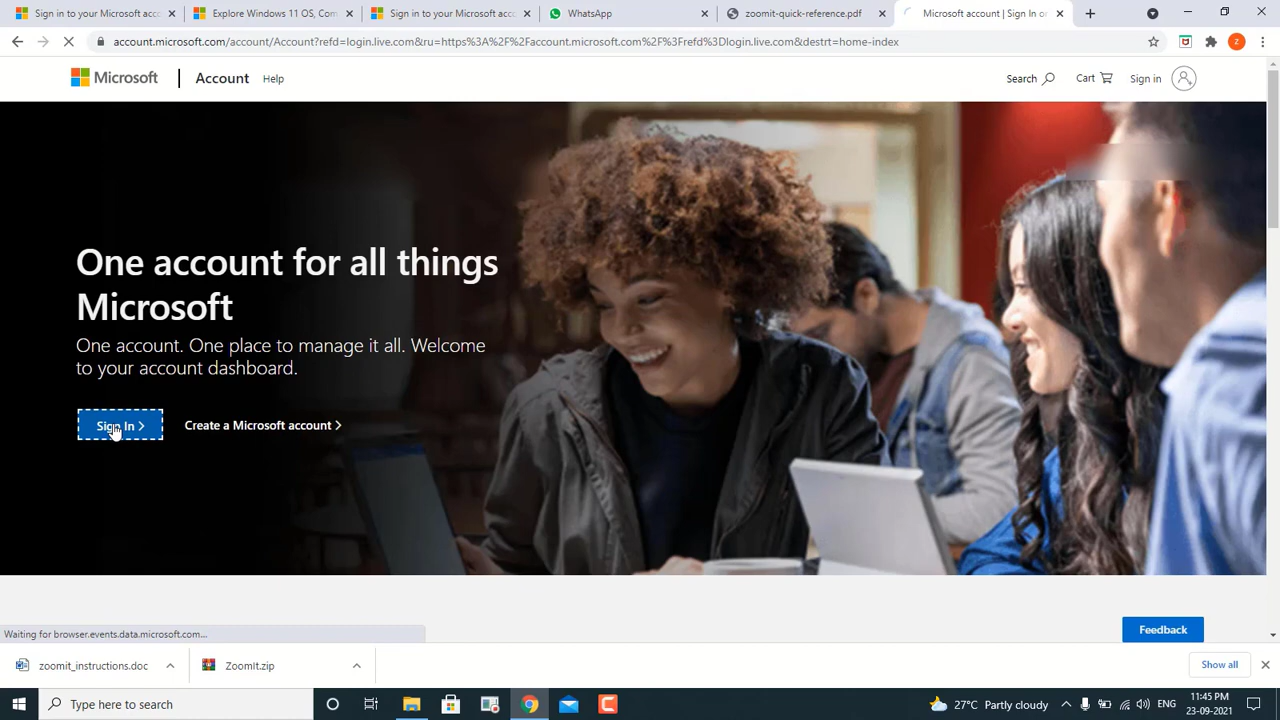 Sign in to your Microsoft acco
Explore Windows 11 OS, Com
Sign in to your Microsoft acco
WhatsApp
zoomit-quick-reference.pdf
Microsoft account | Sign In or
account.microsoft.com/account/Account?refd=login.live.com&ru=https%3A%2F%2Faccount.microsoft.com%2F%3Frefd%3Dlogin.live.com&destrt=home-index
Z
Microsoft
Account
Help
Search
Cart
Sign in
One account for all things
Microsoft
One account. One place to manage it all. Welcome
to your account dashboard.
Sign In >
Create a Microsoft account >
Feedback
Waiting for browser.events.data.microsoft.com...
zoomit_instructions.doc
ZoomIt.zip
Show all
Type here to search
27°C Partly cloudy
ENG
11:45 PM
23-09-2021